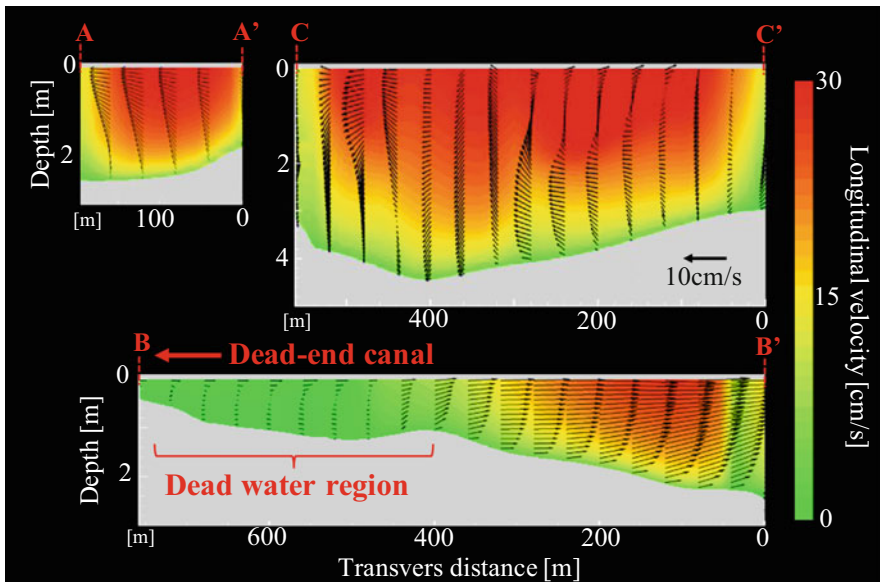 A A’
0
Depth [m]
2
[m] 100 0
C C’
0
2
4
10cm/s
[m] 400 200 0
30
15
0
Longitudinal velocity [cm/s]
B Dead-end canal B’
0
Depth [m]
2
Dead water region
[m] 600 400 200 0
Transvers distance [m]